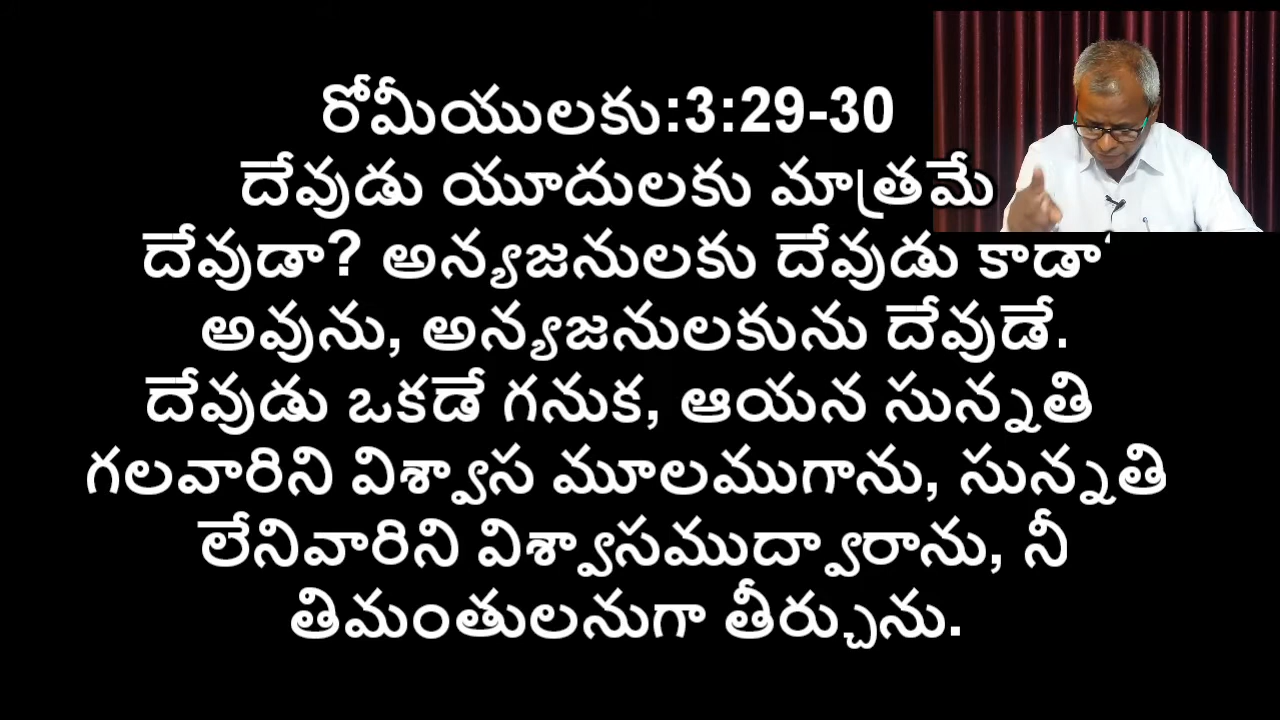 రోమీయులకు:3:29-30
దేవుడు యూదులకు మాత్రమే
దేవుడా? అన్యజనులకు దేవుడు కాడా
అవును, అన్యజనులకును దేవుడే.
దేవుడు ఒకడే గనుక, ఆయన సున్నతి
గలవారిని విశ్వాస మూలముగాను, సున్నతి
లేనివారిని విశ్వాసముద్వారాను, నీ
తిమంతులనుగా తీర్చును.